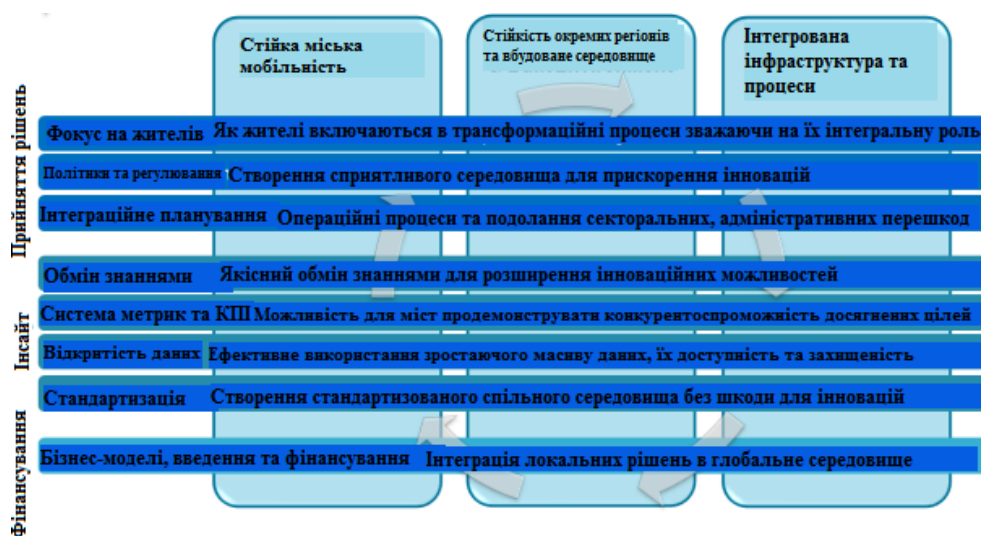 Стійка міська
мобільність
Стійкість окремих регіонів
та вбудоване середовище
Інтегрована
інфраструктура та
процеси
Прийняття рішень
Фокус на жителів Як жителі включаються в трансформаційні процеси зважаючи на їх інтегральну роль
Політики та регулювання Створення сприятливого середовища для прискорення інновацій
Інтеграційне планування Операційні процеси та подолання секторальних, адміністративних перешкод
Інсайт
Обмін знаннями Якісний обмін знаннями для розширення інноваційних можливостей
Система метрик та КПІ Можливість для міст продемонструвати конкурентоспроможність досягнених цілей
Відкритість даних Ефективне використання зростаючого масиву даних, їх доступність та захищеність
Стандартизація Створення стандартизованого спільного середовища без шкоди для інновацій
Фінансування
Бізнес-моделі, введення та фінансування Інтеграція локальних рішень в глобальне середовище